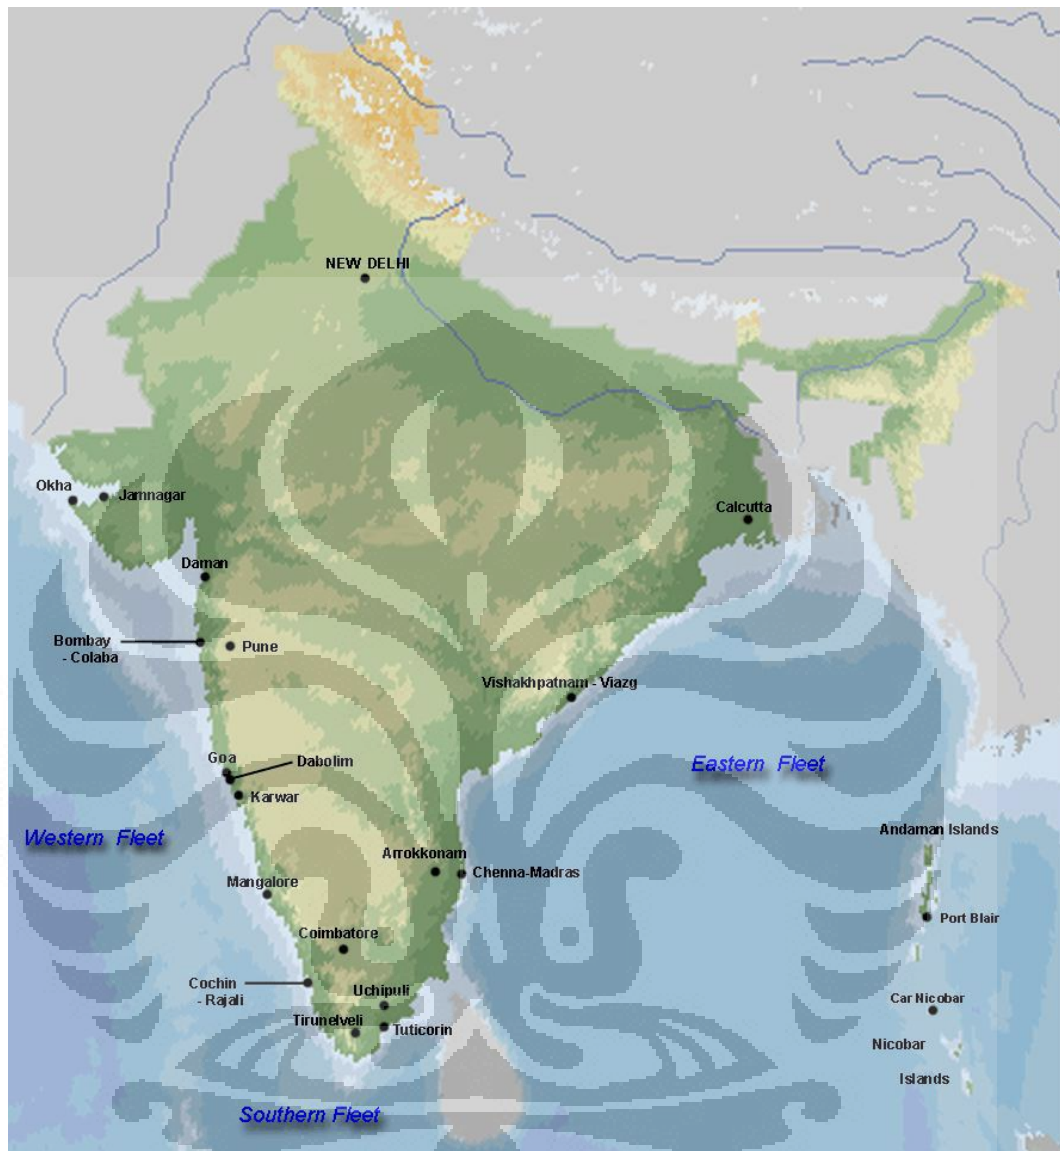 NEW DELHI
Okha
Jamnagar
Calcutta
Daman
Bombay
- Colaba
Pune
Vishakhpatnam - Viazg
Goa
Dabolim
Eastern Fleet
Karwar
Western Fleet
Andaman Islands
Arrokkonam
Chenna-Madras
Mangalore
Port Blair
Coimbatore
Cochin
- Rajali
Uchipuli
Car Nicobar
Tirunelveli
Tuticorin
Nicobar
Islands
Southern Fleet